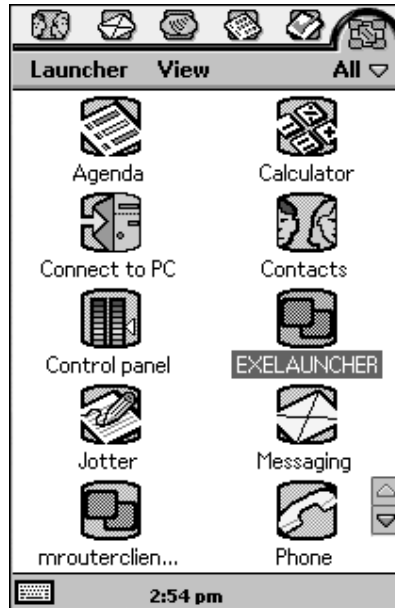 Launcher View All
Agenda Calculator
Connect to PC Contacts
Control panel EXELAUNCHER
Jotter Messaging
mrouterclien... Phone
2:54 pm